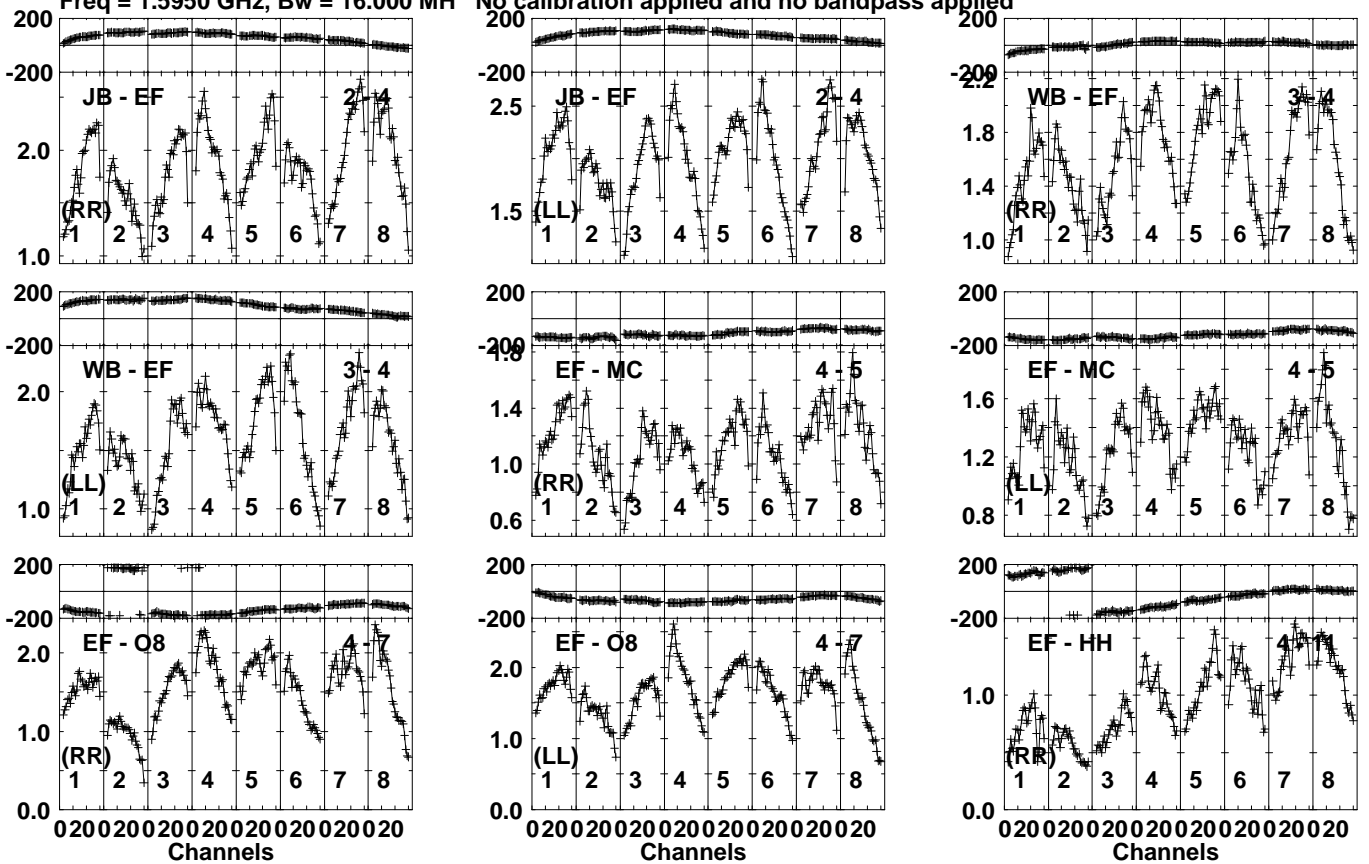 Freq = 1.5950 GHz, Bw = 16.000 MH No calibration applied and no bandpass applied
200 200 200
-200 -200 -200
JB - EF 2 - 4 JB - EF 2 - 4 WB - EF 3 - 4
2.2
2.5
2.0 1.8
1.4
(RR) 1.5 (LL) (RR)
1 2 3 4 5 6 7 8 1 2 3 4 5 6 7 8 1 2 3 4 5 6 7 8
1.0 1.0
200 200 200
-200 -200 -200
WB - EF 3 - 4 EF - MC 4 - 5 EF - MC 4 - 5
1.8
2.0 1.4 1.6
1.0 1.2
(LL) (RR) (LL)
1.0 1 2 3 4 5 6 7 8 1 2 3 4 5 6 7 8 1 2 3 4 5 6 7 8
0.6 0.8
200 200 200
-200 -200 -200
EF - O8 4 - 7 EF - O8 4 - 7 EF - HH 4 - 11
2.0 2.0
1.0 1.0 1.0
(RR) (LL) (RR)
1 2 3 4 5 6 7 8 1 2 3 4 5 6 7 8 1 2 3 4 5 6 7 8
0.0 0.0
0 20 0 20 0 20 0 20 0 20 0 20 0 20 0 20 0 20 0 20 0 20 0 20 0 20 0 20 0 20 0 20 0 20 0 20 0 20 0 20 0 20 0 20 0 20 0 20
Channels Channels Channels